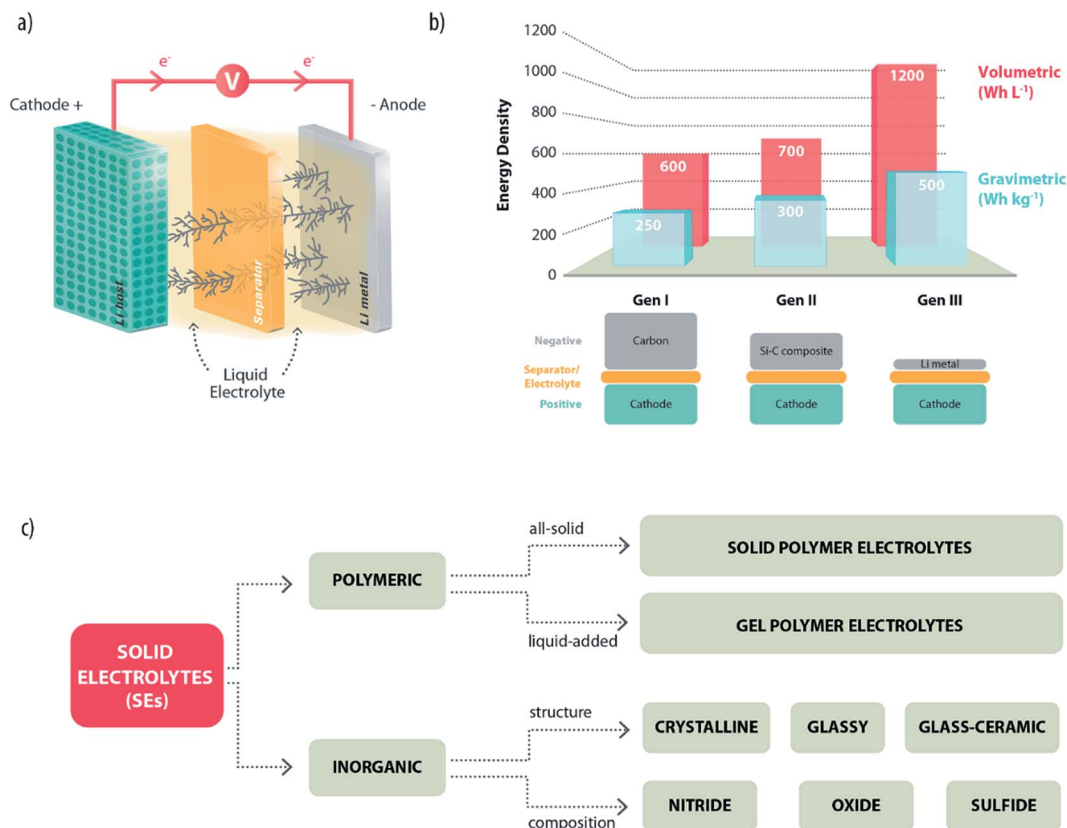 a)
e⁻
V
e⁻
Cathode +
- Anode
Li host
Separator
Li metal
Liquid
Electrolyte
b)
Energy Density
1200
1000
800
600
400
200
0
600
250
700
300
1200
500
Volumetric
(Wh L⁻¹)
Gravimetric
(Wh kg⁻¹)
Gen I
Gen II
Gen III
Negative
Separator/
Electrolyte
Positive
Carbon
Cathode
Si-C composite
Cathode
Li metal
Cathode
c)
SOLID
ELECTROLYTES
(SEs)
POLYMERIC
all-solid
SOLID POLYMER ELECTROLYTES
liquid-added
GEL POLYMER ELECTROLYTES
INORGANIC
structure
CRYSTALLINE
GLASSY
GLASS-CERAMIC
composition
NITRIDE
OXIDE
SULFIDE